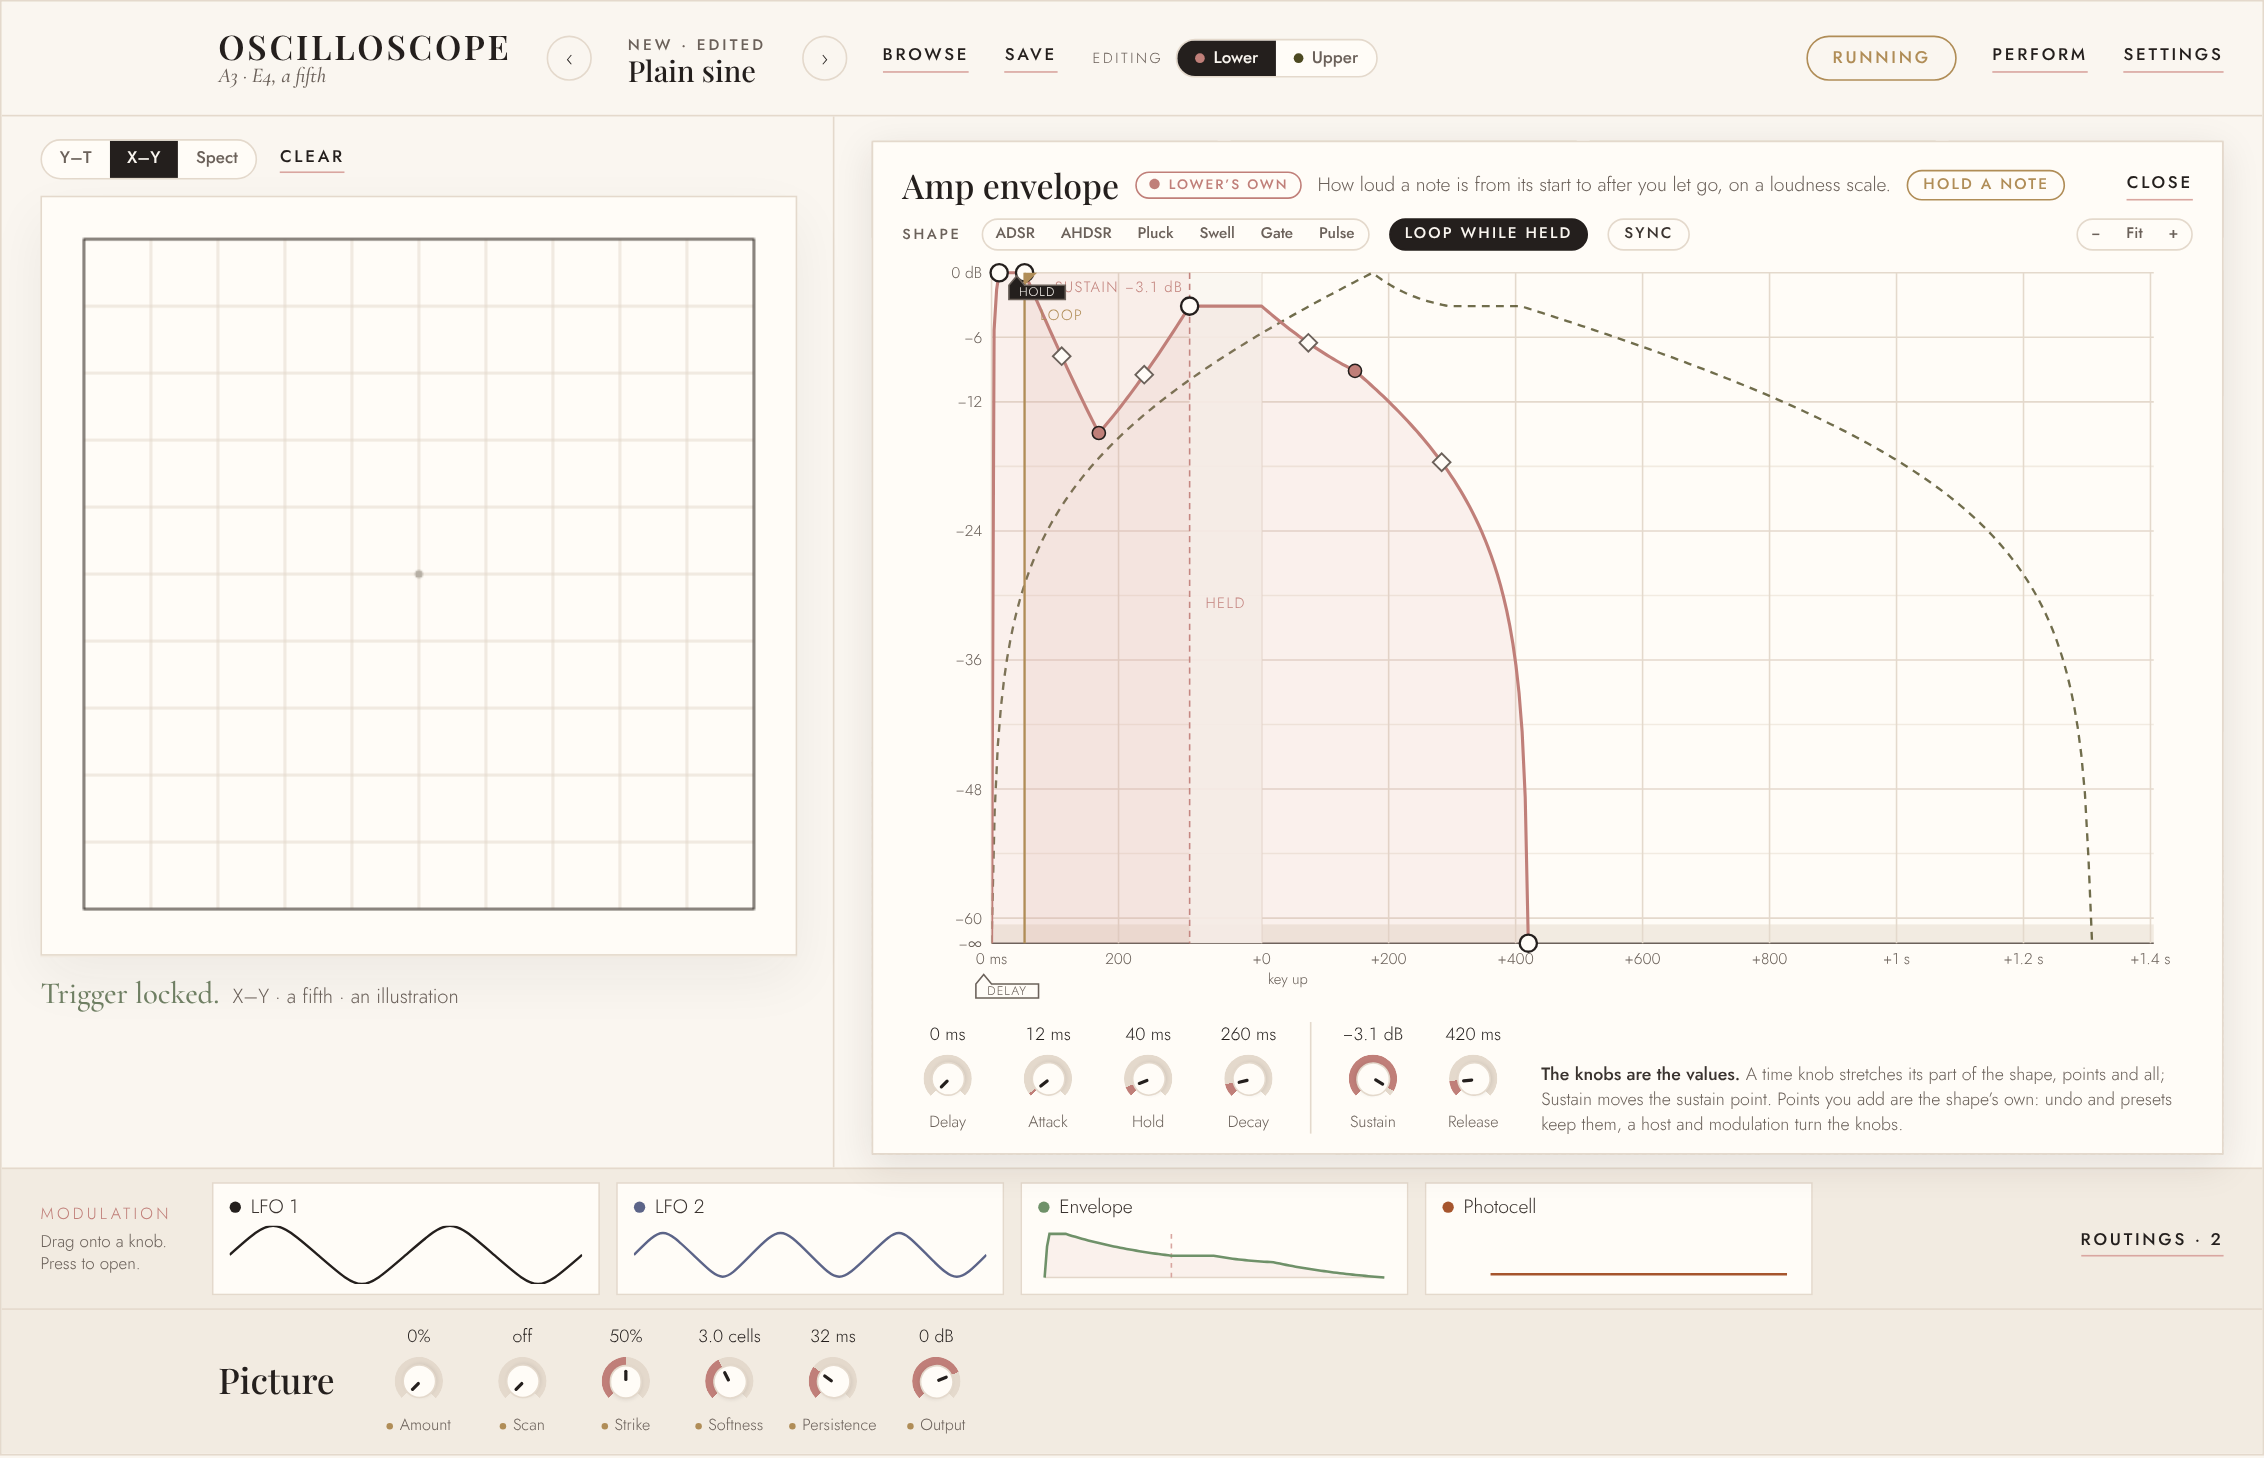 OSCILLOSCOPE
A3 · E4, a fifth
‹
NEW · EDITED
Plain sine
›
BROWSE
SAVE
EDITING
Lower
Upper
RUNNING
PERFORM
SETTINGS
Y–T
X–Y
Spect
CLEAR
Trigger locked. X–Y · a fifth · an illustration
Amp envelope
LOWER'S OWN
How loud a note is from its start to after you let go, on a loudness scale.
HOLD A NOTE
CLOSE
SHAPE
ADSR
AHDSR
Pluck
Swell
Gate
Pulse
LOOP WHILE HELD
SYNC
−
Fit
+
0 dB
−6
−12
−24
−36
−48
−60
−∞
HOLD
SUSTAIN −3.1 dB
LOOP
HELD
0 ms
200
+0
+200
+400
+600
+800
+1 s
+1.2 s
+1.4 s
key up
DELAY
0 ms
12 ms
40 ms
260 ms
−3.1 dB
420 ms
Delay
Attack
Hold
Decay
Sustain
Release
The knobs are the values. A time knob stretches its part of the shape, points and all;
Sustain moves the sustain point. Points you add are the shape's own: undo and presets
keep them, a host and modulation turn the knobs.
MODULATION
Drag onto a knob.
Press to open.
LFO 1
LFO 2
Envelope
Photocell
ROUTINGS · 2
Picture
0%
off
50%
3.0 cells
32 ms
0 dB
Amount
Scan
Strike
Softness
Persistence
Output